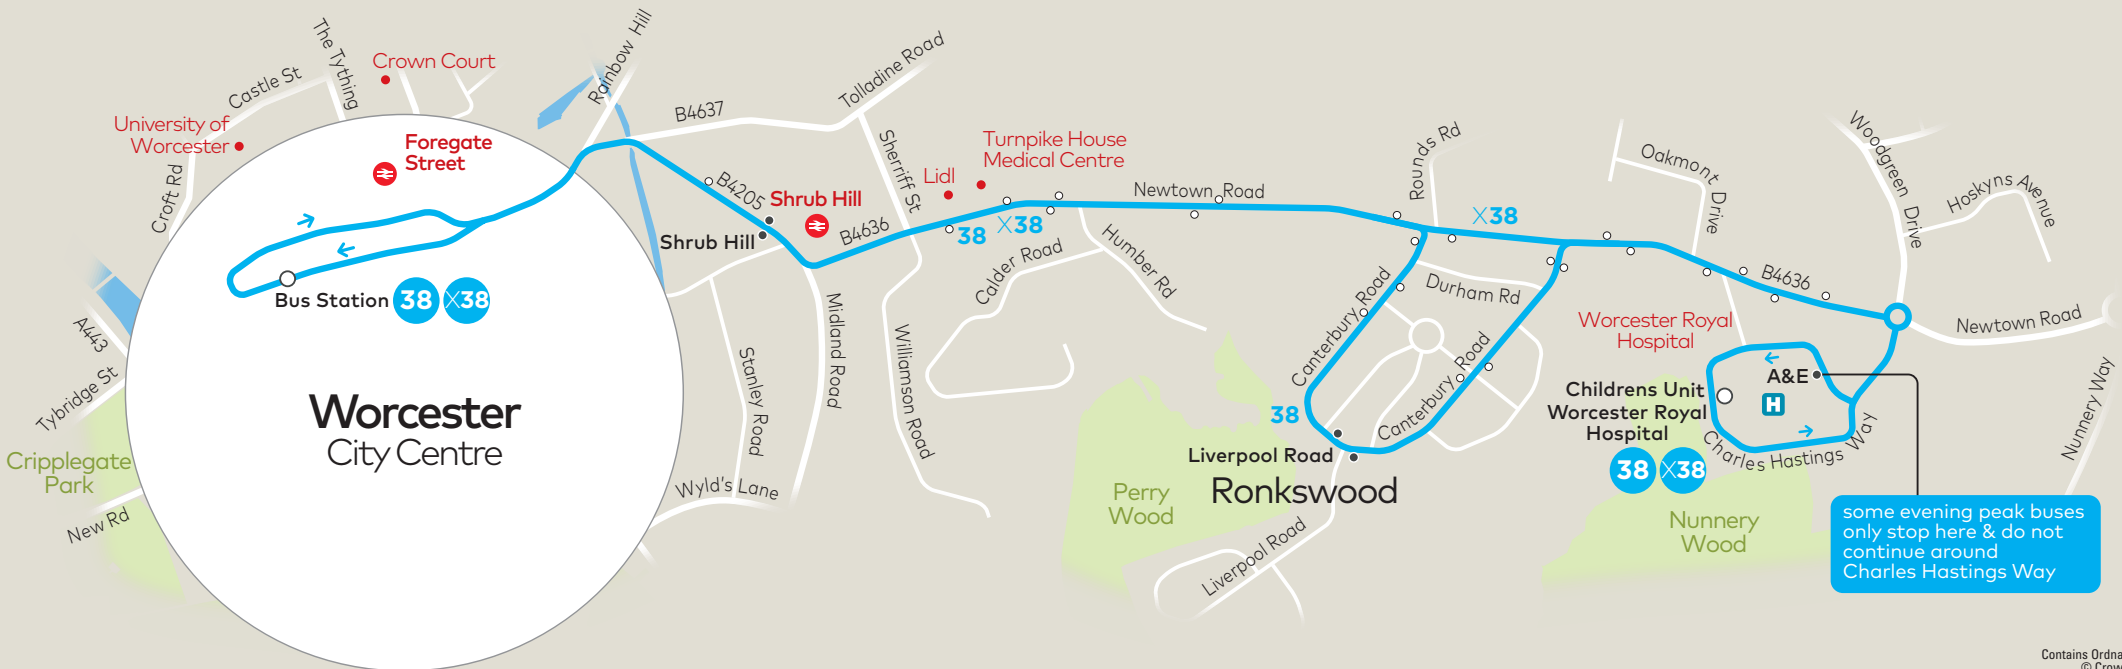 The Tything
Crown Court
Castle St
University of
Worcester
Croft Rd
Foregate
Street
Rainbow Hill
B4637
Tolladine Road
B4205
Shrub Hill
Shrub Hill
Sherriff St
B4636
Lidl
Turnpike House
Medical Centre
38
X38
Newtown Road
Calder Road
Humber Rd
Rounds Rd
X38
Oakmont Drive
Woodgreen Drive
Hoskyns Avenue
B4636
Newtown Road
Nunnery Way
Bus Station
38
X38
A443
Tybridge St
Cripplegate
Park
New Rd
Worcester
City Centre
Stanley Road
Midland Road
Williamson Road
Wyld's Lane
Canterbury Road
Durham Rd
Canterbury Road
38
Liverpool Road
Ronkswood
Perry
Wood
Liverpool Road
Worcester Royal
Hospital
A&E
H
Childrens Unit
Worcester Royal
Hospital
38
X38
Charles Hastings Way
Nunnery
Wood
some evening peak buses
only stop here & do not
continue around
Charles Hastings Way
Contains Ordna
© Crow